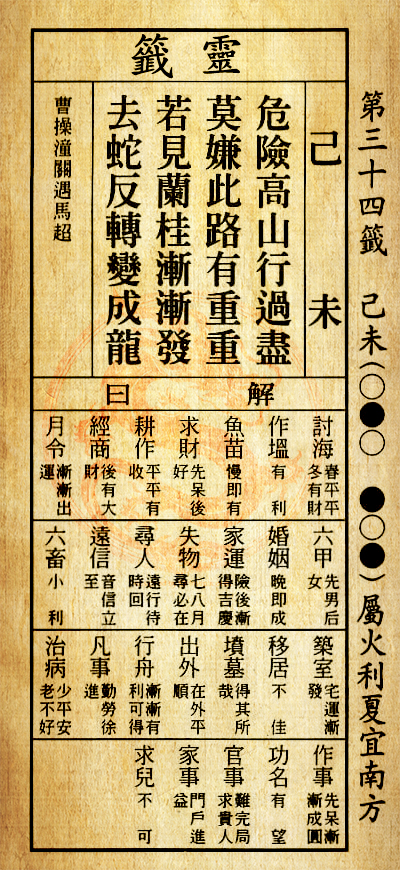 第三十四籤 己未(○●○ ●○●)屬火利夏宜南方
靈籤
己未
危險高山行過盡
莫嫌此路有重重
若見蘭桂漸漸發
去蛇反轉變成龍
曹操潼關遇馬超
解曰
討海 春平平冬有財
作塭 有利
魚苗 慢即有
求財 先呆後好
耕作 平平有收
經商 後有大財
月令 漸漸出運
六甲 先男后女
婚姻 晚即成
家運 險後漸得吉慶
失物 七八月尋必在
尋人 遠行待時回
遠信 音信立至
六畜 小利
築室 宅運漸發
移居 不佳
墳墓 得其所哉
出外 在外平順
行舟 漸漸有利可得
凡事 勤勞徐進
治病 少平安老不好
作事 先呆漸漸成圓
功名 有望
官事 難完局求貴人
家事 門戶進益
求兒 不可